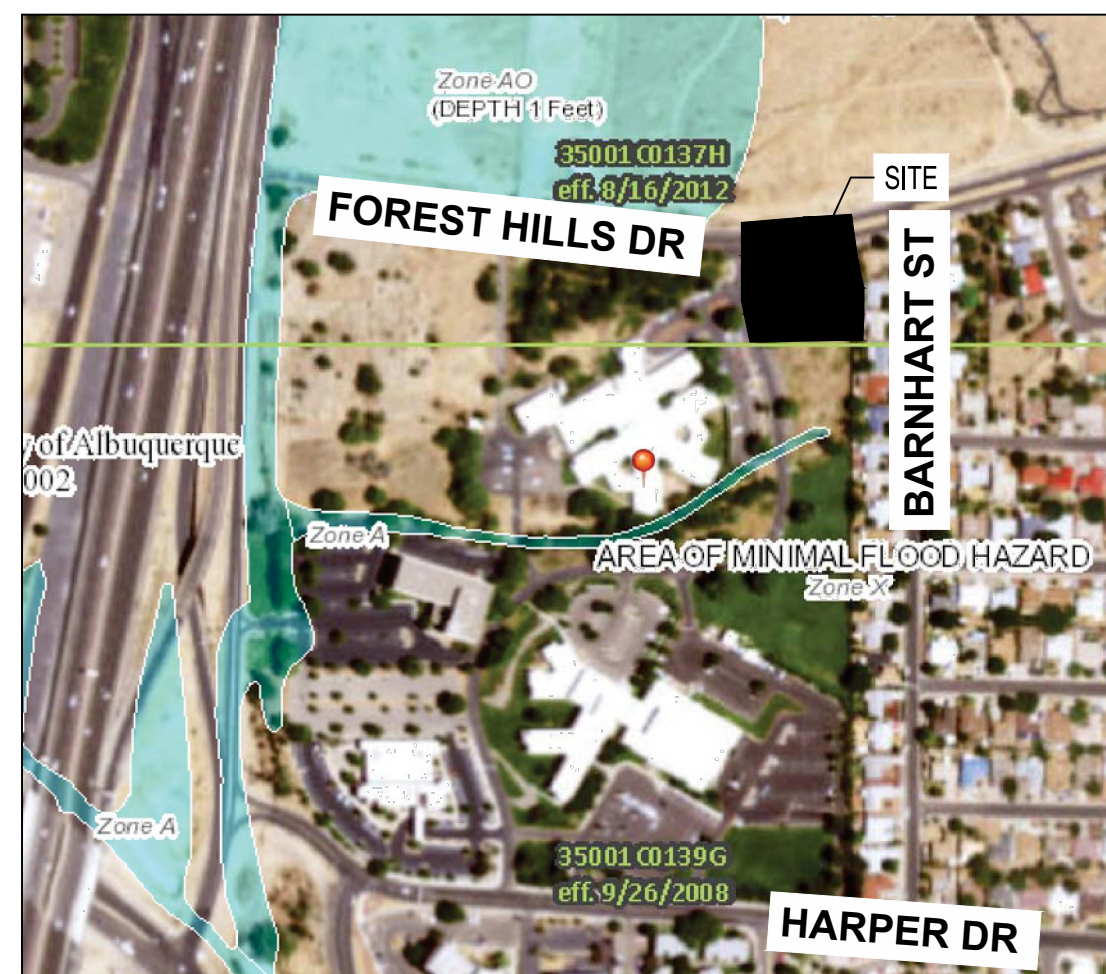 Zone AO
(DEPTH 1 Feet)
35001C0137H
eff. 8/16/2012
SITE
FOREST HILLS DR
BARNHART ST
y of Albuquerque
002
Zone A
AREA OF MINIMAL FLOOD HAZARD
Zone X
Zone A
35001C0139G
eff. 9/26/2008
HARPER DR